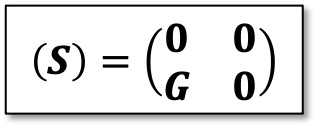 (S) = (0 0
G 0)